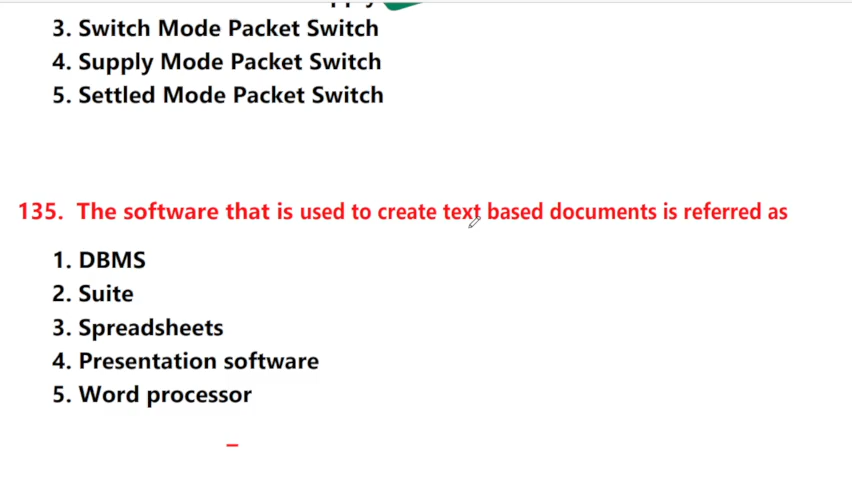 3. Switch Mode Packet Switch
4. Supply Mode Packet Switch
5. Settled Mode Packet Switch
135. The software that is used to create text based documents is referred as
1. DBMS
2. Suite
3. Spreadsheets
4. Presentation software
5. Word processor